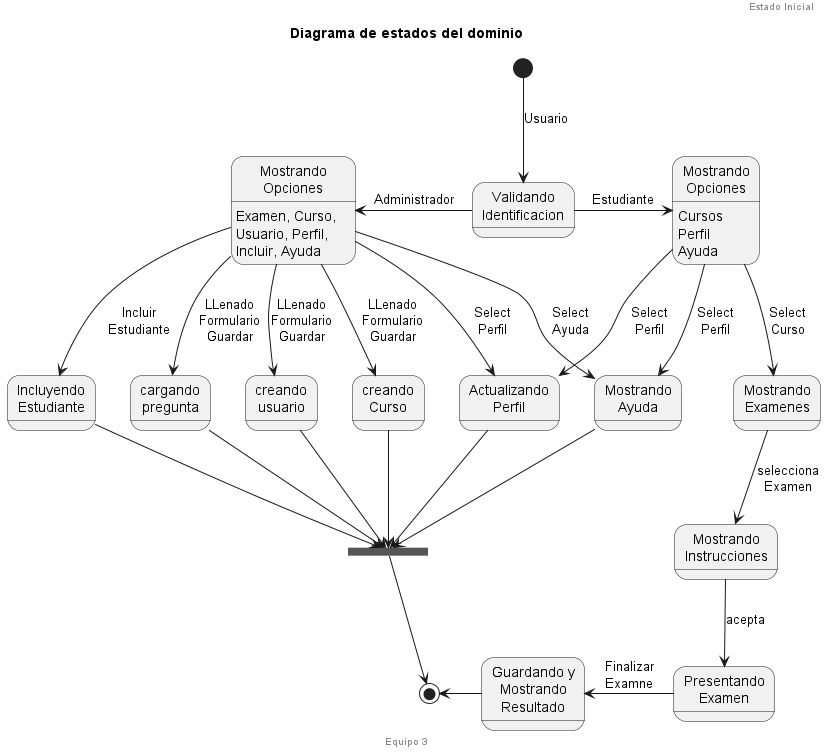 Estado Inicial
Diagrama de estados del dominio
Usuario
Mostrando
Opciones
Examen, Curso,
Usuario, Perfil,
Incluir, Ayuda
Administrador
Validando
Identificacion
Estudiante
Mostrando
Opciones
Cursos
Perfil
Ayuda
Incluir
Estudiante
LLenado
Formulario
Guardar
LLenado
Formulario
Guardar
LLenado
Formulario
Guardar
Select
Perfil
Select
Ayuda
Select
Perfil
Select
Perfil
Select
Curso
Incluyendo
Estudiante
cargando
pregunta
creando
usuario
creando
Curso
Actualizando
Perfil
Mostrando
Ayuda
Mostrando
Examenes
selecciona
Examen
Mostrando
Instrucciones
acepta
Guardando y
Mostrando
Resultado
Finalizar
Examne
Presentando
Examen
Equipo 3